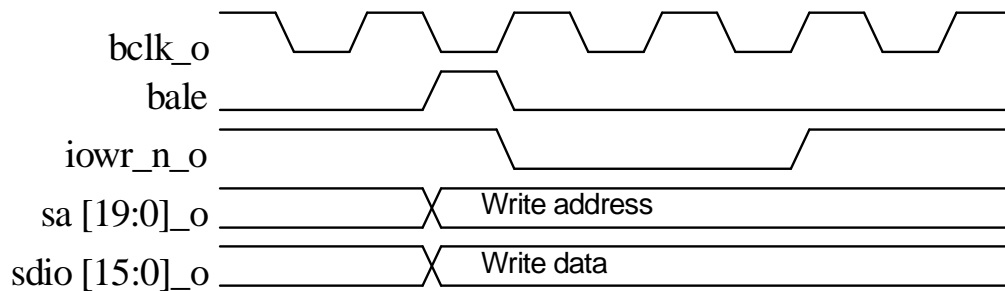 bclk_o
bale
iowr_n_o
sa [19:0]_o Write address
sdio [15:0]_o Write data